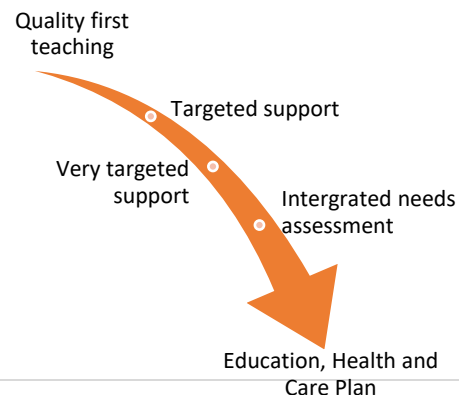 Quality first
teaching
Targeted support
Very targeted
support
Intergrated needs
assessment
Education, Health and
Care Plan